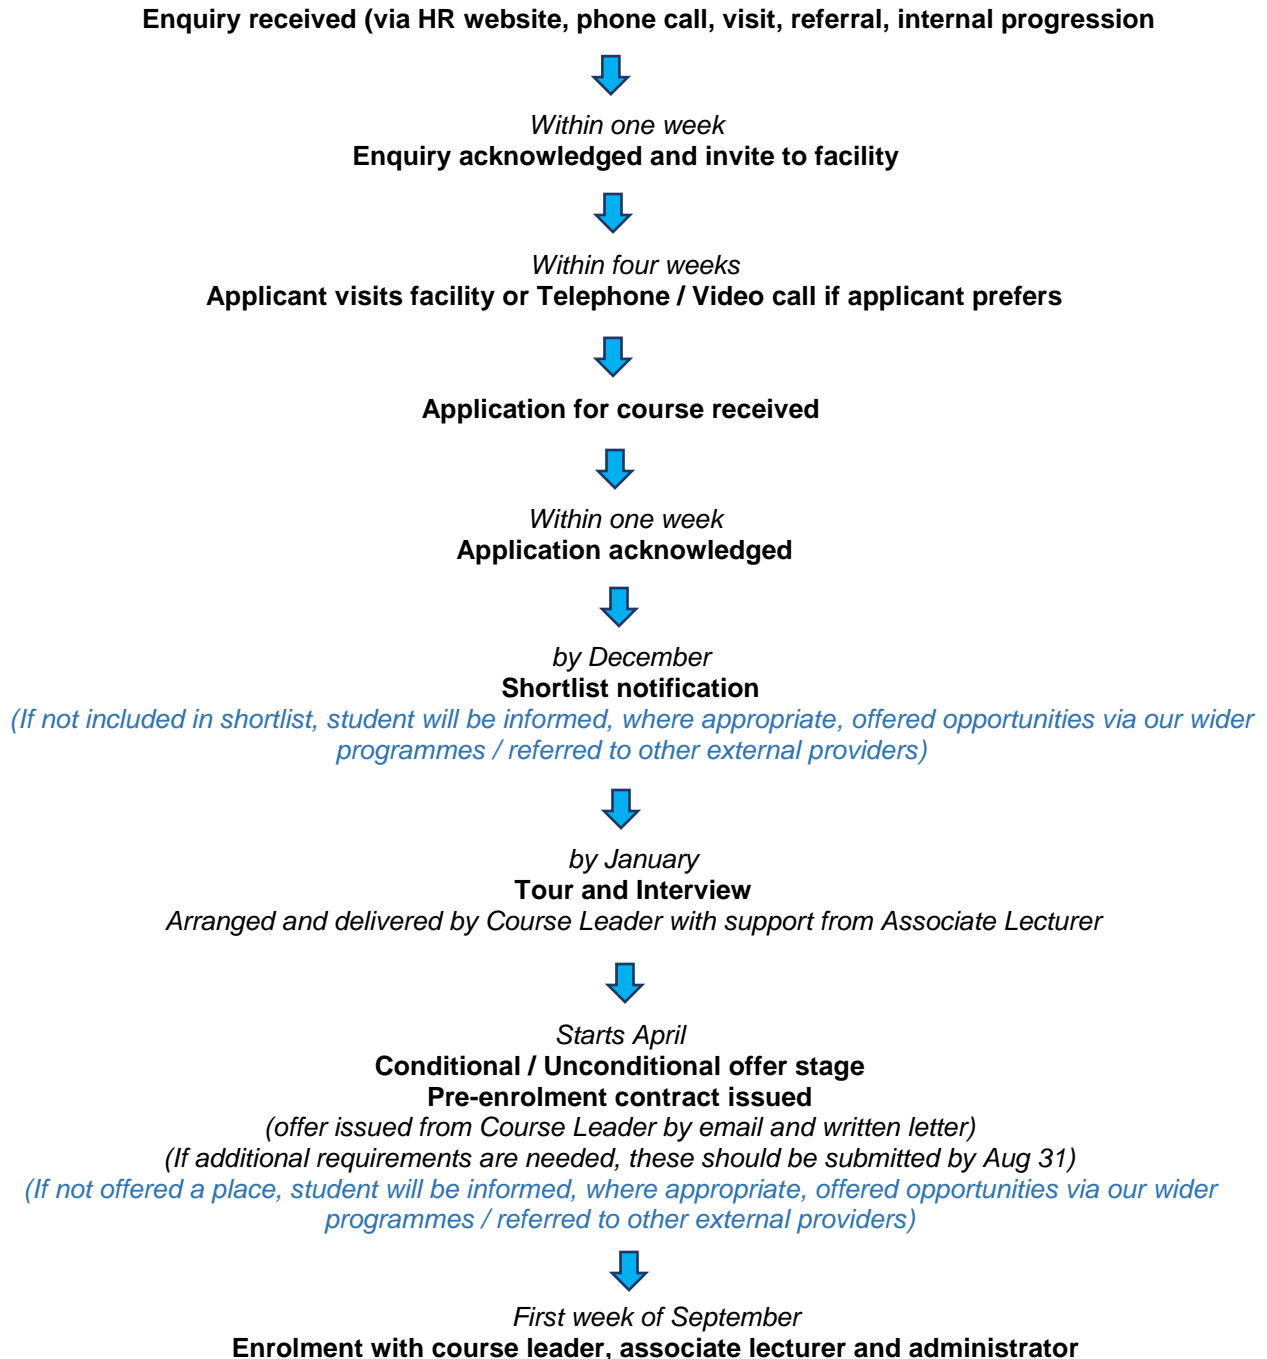 Enquiry received (via HR website, phone call, visit, referral, internal progression
Within one week
Enquiry acknowledged and invite to facility
Within four weeks
Applicant visits facility or Telephone / Video call if applicant prefers
Application for course received
Within one week
Application acknowledged
by December
Shortlist notification
(If not included in shortlist, student will be informed, where appropriate, offered opportunities via our wider
programmes / referred to other external providers)
by January
Tour and Interview
Arranged and delivered by Course Leader with support from Associate Lecturer
Starts April
Conditional / Unconditional offer stage
Pre-enrolment contract issued
(offer issued from Course Leader by email and written letter)
(If additional requirements are needed, these should be submitted by Aug 31)
(If not offered a place, student will be informed, where appropriate, offered opportunities via our wider
programmes / referred to other external providers)
First week of September
Enrolment with course leader, associate lecturer and administrator